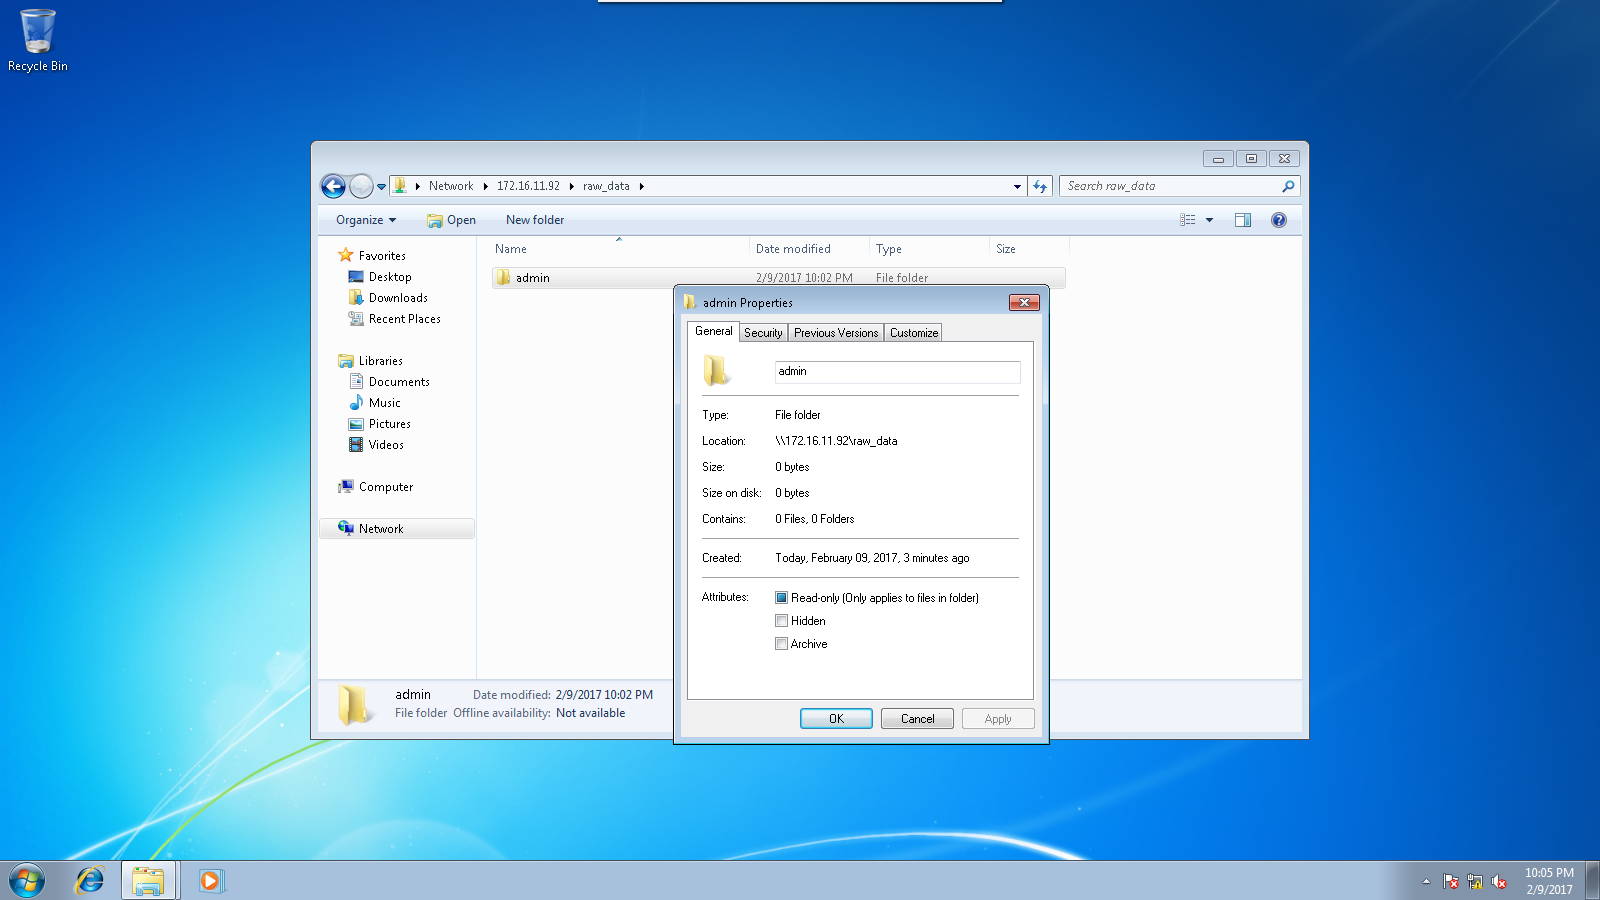 Recycle Bin
Network 172.16.11.92 raw_data
Search raw_data
Organize Open New folder
Name Date modified Type Size
Favorites
Desktop
Downloads
Recent Places
Libraries
Documents
Music
Pictures
Videos
Computer
Network
admin 2/9/2017 10:02 PM File folder
admin Properties
General Security Previous Versions Customize
admin
Type: File folder
Location: \\172.16.11.92\raw_data
Size: 0 bytes
Size on disk: 0 bytes
Contains: 0 Files, 0 Folders
Created: Today, February 09, 2017, 3 minutes ago
Attributes: Read-only (Only applies to files in folder)
Hidden
Archive
OK Cancel Apply
admin Date modified: 2/9/2017 10:02 PM
File folder Offline availability: Not available
10:05 PM
2/9/2017